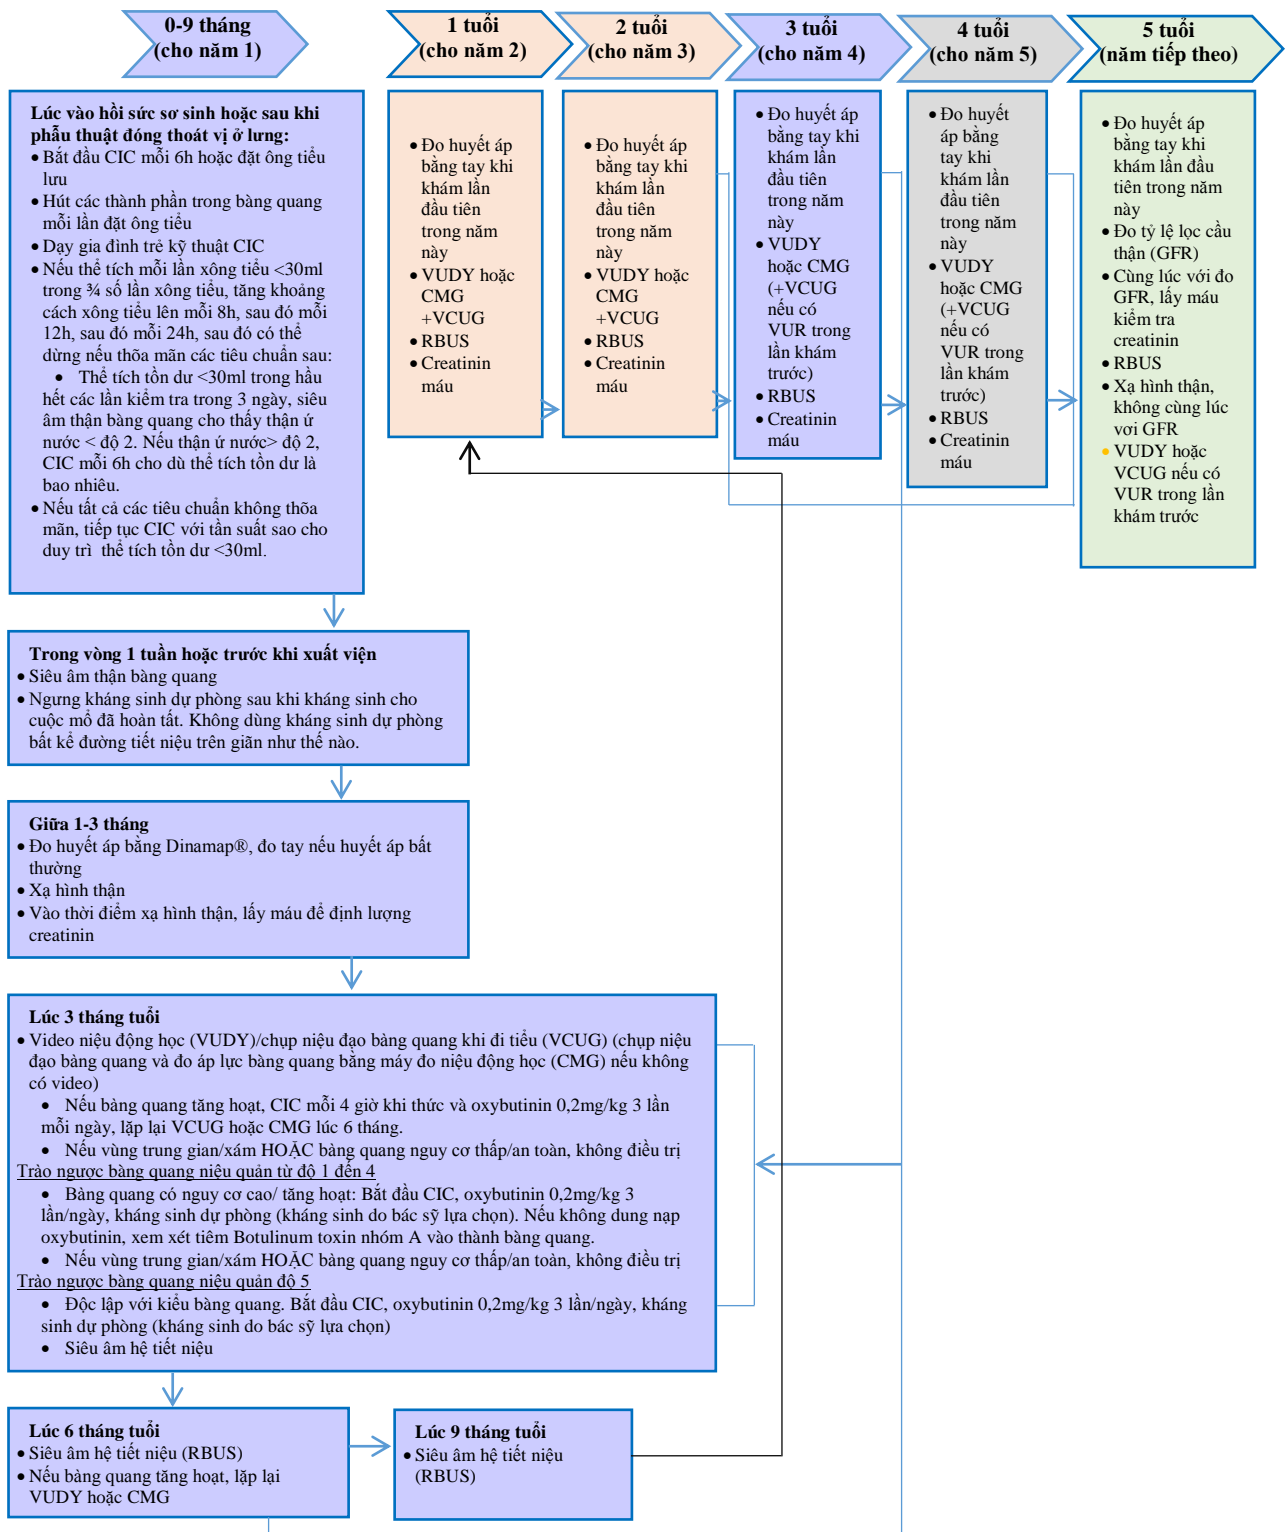 0-9 tháng
(cho năm 1)
1 tuổi
(cho năm 2)
2 tuổi
(cho năm 3)
3 tuổi
(cho năm 4)
4 tuổi
(cho năm 5)
5 tuổi
(năm tiếp theo)
Lúc vào hồi sức sơ sinh hoặc sau khi
phẫu thuật đóng thoát vị ở lưng:
• Bắt đầu CIC mỗi 6h hoặc đặt ông tiểu
lưu
• Hút các thành phần trong bàng quang
mỗi lần đặt ông tiểu
• Dạy gia đình trẻ kỹ thuật CIC
• Nếu thể tích mỗi lần xông tiểu <30ml
trong ¾ số lần xông tiểu, tăng khoảng
cách xông tiểu lên mỗi 8h, sau đó mỗi
12h, sau đó mỗi 24h, sau đó có thể
dừng nếu thõa mãn các tiêu chuẩn sau:
• Thể tích tồn dư <30ml trong hầu
hết các lần kiểm tra trong 3 ngày, siêu
âm thận bàng quang cho thấy thận ứ
nước < độ 2. Nếu thận ứ nước> độ 2,
CIC mỗi 6h cho dù thể tích tồn dư là
bao nhiêu.
• Nếu tất cả các tiêu chuẩn không thõa
mãn, tiếp tục CIC với tần suất sao cho
duy trì thể tích tồn dư <30ml.
• Đo huyết áp
bằng tay khi
khám lần
đầu tiên
trong năm
này
• VUDY hoặc
CMG
+VCUG
• RBUS
• Creatinin
máu
• Đo huyết áp
bằng tay khi
khám lần
đầu tiên
trong năm
này
• VUDY hoặc
CMG
+VCUG
• RBUS
• Creatinin
máu
• Đo huyết áp
bằng tay khi
khám lần
đầu tiên
trong năm
này
• VUDY
hoặc CMG
(+VCUG
nếu có
VUR trong
lần khám
trước)
• RBUS
• Creatinin
máu
• Đo huyết
áp bằng
tay khi
khám lần
đầu tiên
trong năm
này
• VUDY
hoặc CMG
(+VCUG
nếu có
VUR trong
lần khám
trước)
• RBUS
• Creatinin
máu
• Đo huyết áp
bằng tay khi
khám lần đầu
tiên trong năm
này
• Đo tỷ lệ lọc cầu
thận (GFR)
• Cùng lúc với đo
GFR, lấy máu
kiểm tra
creatinin
• RBUS
• Xạ hình thận,
không cùng lúc
vơi GFR
• VUDY hoặc
VCUG nếu có
VUR trong lần
khám trước
Trong vòng 1 tuần hoặc trước khi xuất viện
• Siêu âm thận bàng quang
• Ngưng kháng sinh dự phòng sau khi kháng sinh cho
cuộc mổ đã hoàn tất. Không dùng kháng sinh dự phòng
bất kể đường tiết niệu trên giãn như thế nào.
Giữa 1-3 tháng
• Đo huyết áp bằng Dinamap®, đo tay nếu huyết áp bất
thường
• Xạ hình thận
• Vào thời điểm xạ hình thận, lấy máu để định lượng
creatinin
Lúc 3 tháng tuổi
• Video niệu động học (VUDY)/chụp niệu đạo bàng quang khi đi tiểu (VCUG) (chụp niệu
đạo bàng quang và đo áp lực bàng quang bằng máy đo niệu động học (CMG) nếu không
có video)
• Nếu bàng quang tăng hoạt, CIC mỗi 4 giờ khi thức và oxybutinin 0,2mg/kg 3 lần
mỗi ngày, lặp lại VCUG hoặc CMG lúc 6 tháng.
• Nếu vùng trung gian/xám HOẶC bàng quang nguy cơ thấp/an toàn, không điều trị
Trào ngược bàng quang niệu quản từ độ 1 đến 4
• Bàng quang có nguy cơ cao/ tăng hoạt: Bắt đầu CIC, oxybutinin 0,2mg/kg 3
lần/ngày, kháng sinh dự phòng (kháng sinh do bác sỹ lựa chọn). Nếu không dung nạp
oxybutinin, xem xét tiêm Botulinum toxin nhóm A vào thành bàng quang.
• Nếu vùng trung gian/xám HOẶC bàng quang nguy cơ thấp/an toàn, không điều trị
Trào ngược bàng quang niệu quản độ 5
• Độc lập với kiểu bàng quang. Bắt đầu CIC, oxybutinin 0,2mg/kg 3 lần/ngày, kháng
sinh dự phòng (kháng sinh do bác sỹ lựa chọn)
• Siêu âm hệ tiết niệu
Lúc 6 tháng tuổi
• Siêu âm hệ tiết niệu (RBUS)
• Nếu bàng quang tăng hoạt, lặp lại
VUDY hoặc CMG
Lúc 9 tháng tuổi
• Siêu âm hệ tiết niệu
(RBUS)